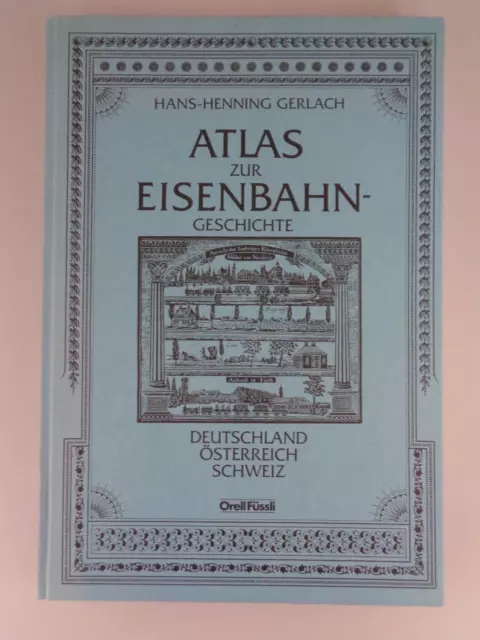 HANS-HENNING GERLACH
ATLAS
ZUR
EISENBAHN-
GESCHICHTE
DEUTSCHLAND
ÖSTERREICH
SCHWEIZ
Orell Füssli